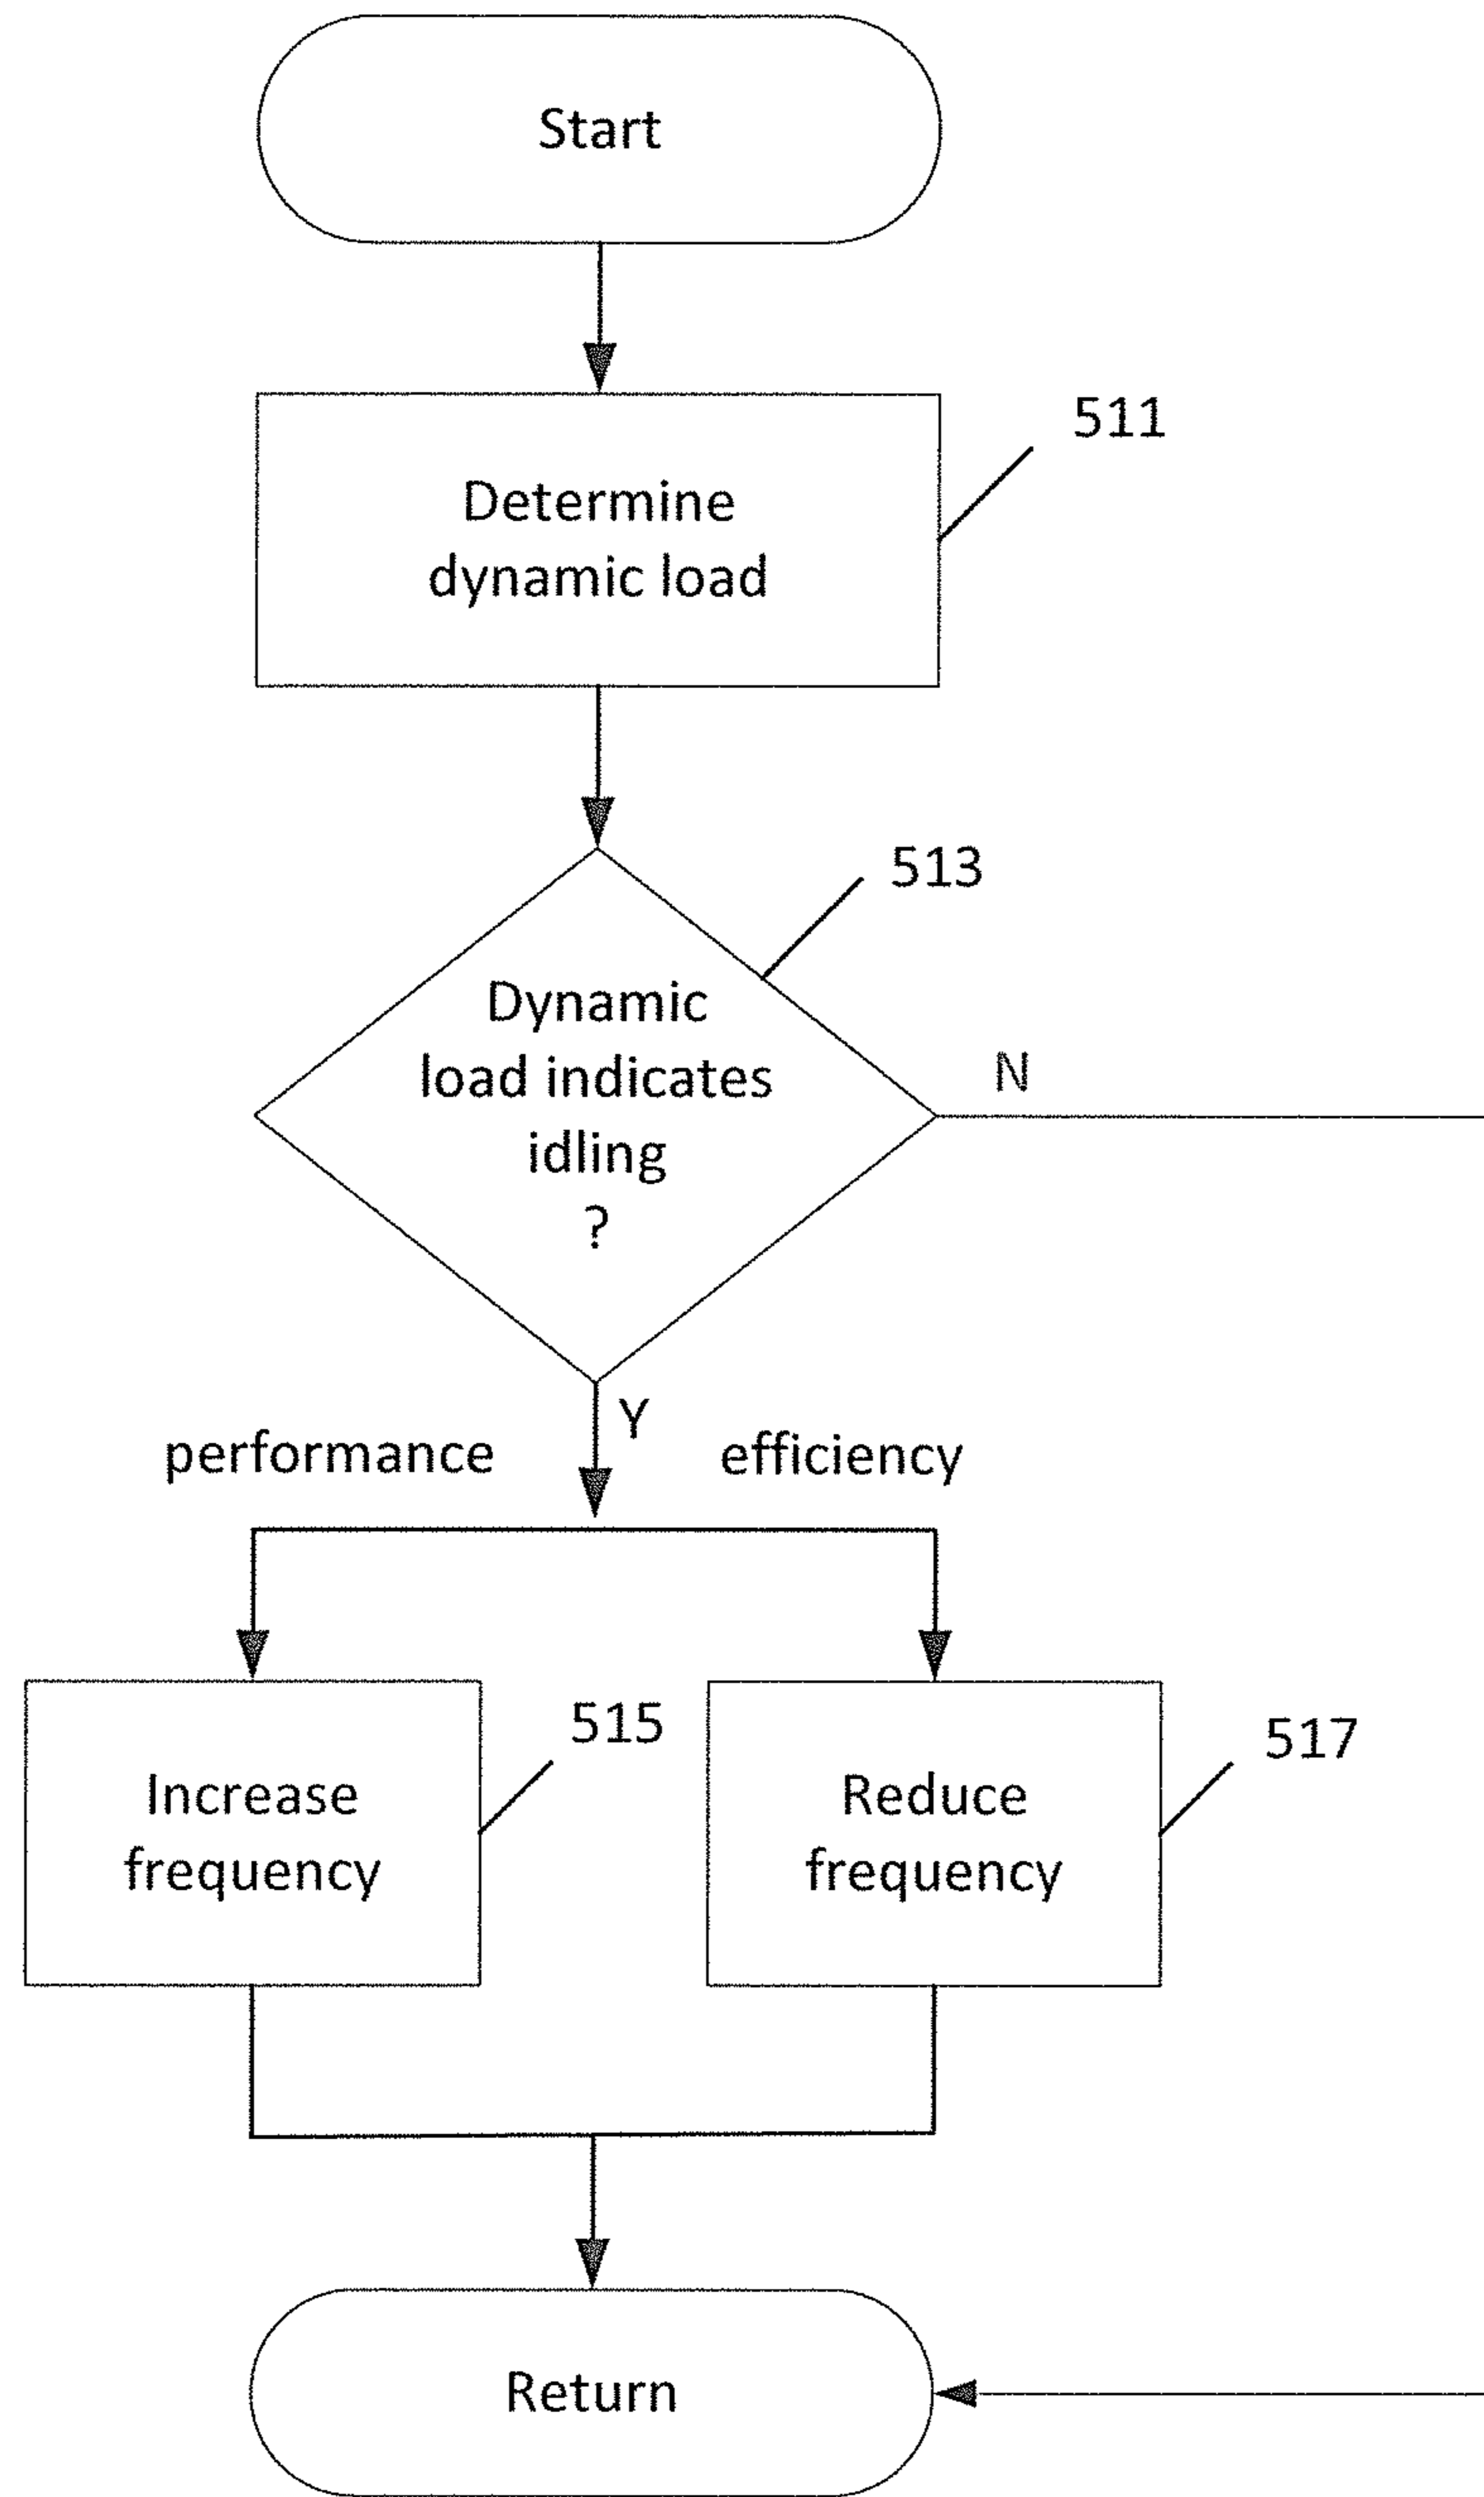 Start
511
Determine
dynamic load
513
Dynamic
load indicates
idling
?
N
Y
performance
efficiency
515
Increase
frequency
517
Reduce
frequency
Return